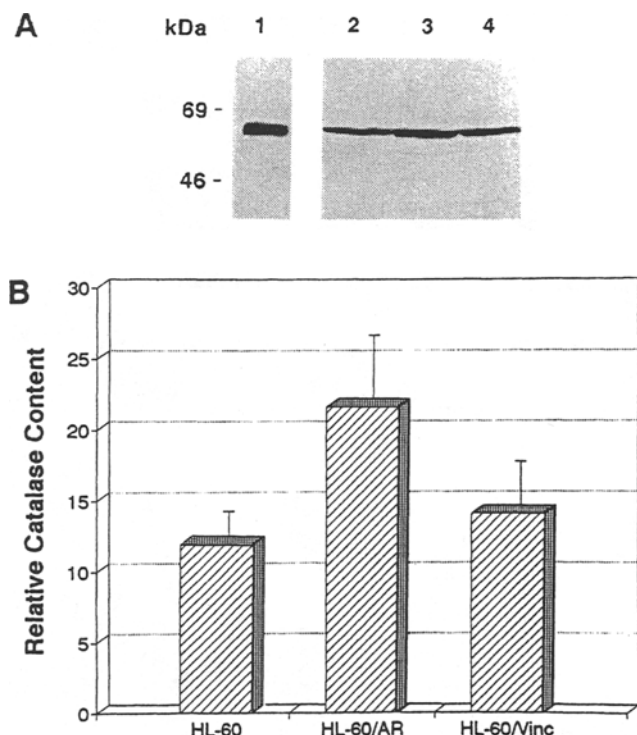 A
kDa 1 2 3 4
69 -
46 -
B
Relative Catalase Content
30
25
20
15
10
5
0
HL-60 HL-60/AR HL-60/Vinc